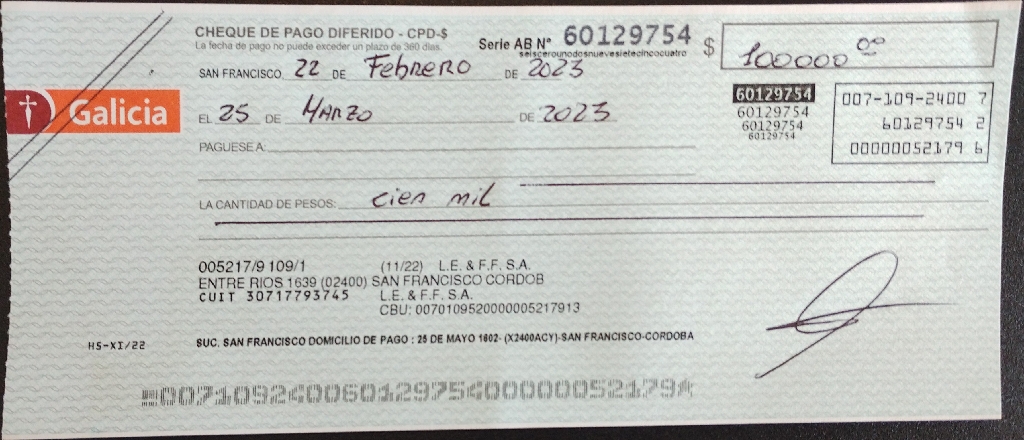 CHEQUE DE PAGO DIFERIDO - CPD-$
La fecha de pago no puede exceder un plazo de 360 días.
Serie AB Nº 60129754
seiscerounodosnuevesietecincocuatro
$ 100000 00
SAN FRANCISCO, 22 DE Febrero DE 2023
Galicia
EL 25 DE MARZO DE 2023
PAGUESE A:
60129754
60129754
60129754
60129754
007-109-2400 7
60129754 2
00000052179 6
LA CANTIDAD DE PESOS: cien mil
005217/9 109/1 (11/22) L.E. & F.F. S.A.
ENTRE RIOS 1639 (02400) SAN FRANCISCO CORDOB
CUIT 30717793745 L.E. & F.F. S.A.
CBU: 0070109520000005217913
HS-XI/22
SUC. SAN FRANCISCO DOMICILIO DE PAGO : 25 DE MAYO 1602- (X2400ACY)-SAN FRANCISCO-CORDOBA
00710924006012975400000052179